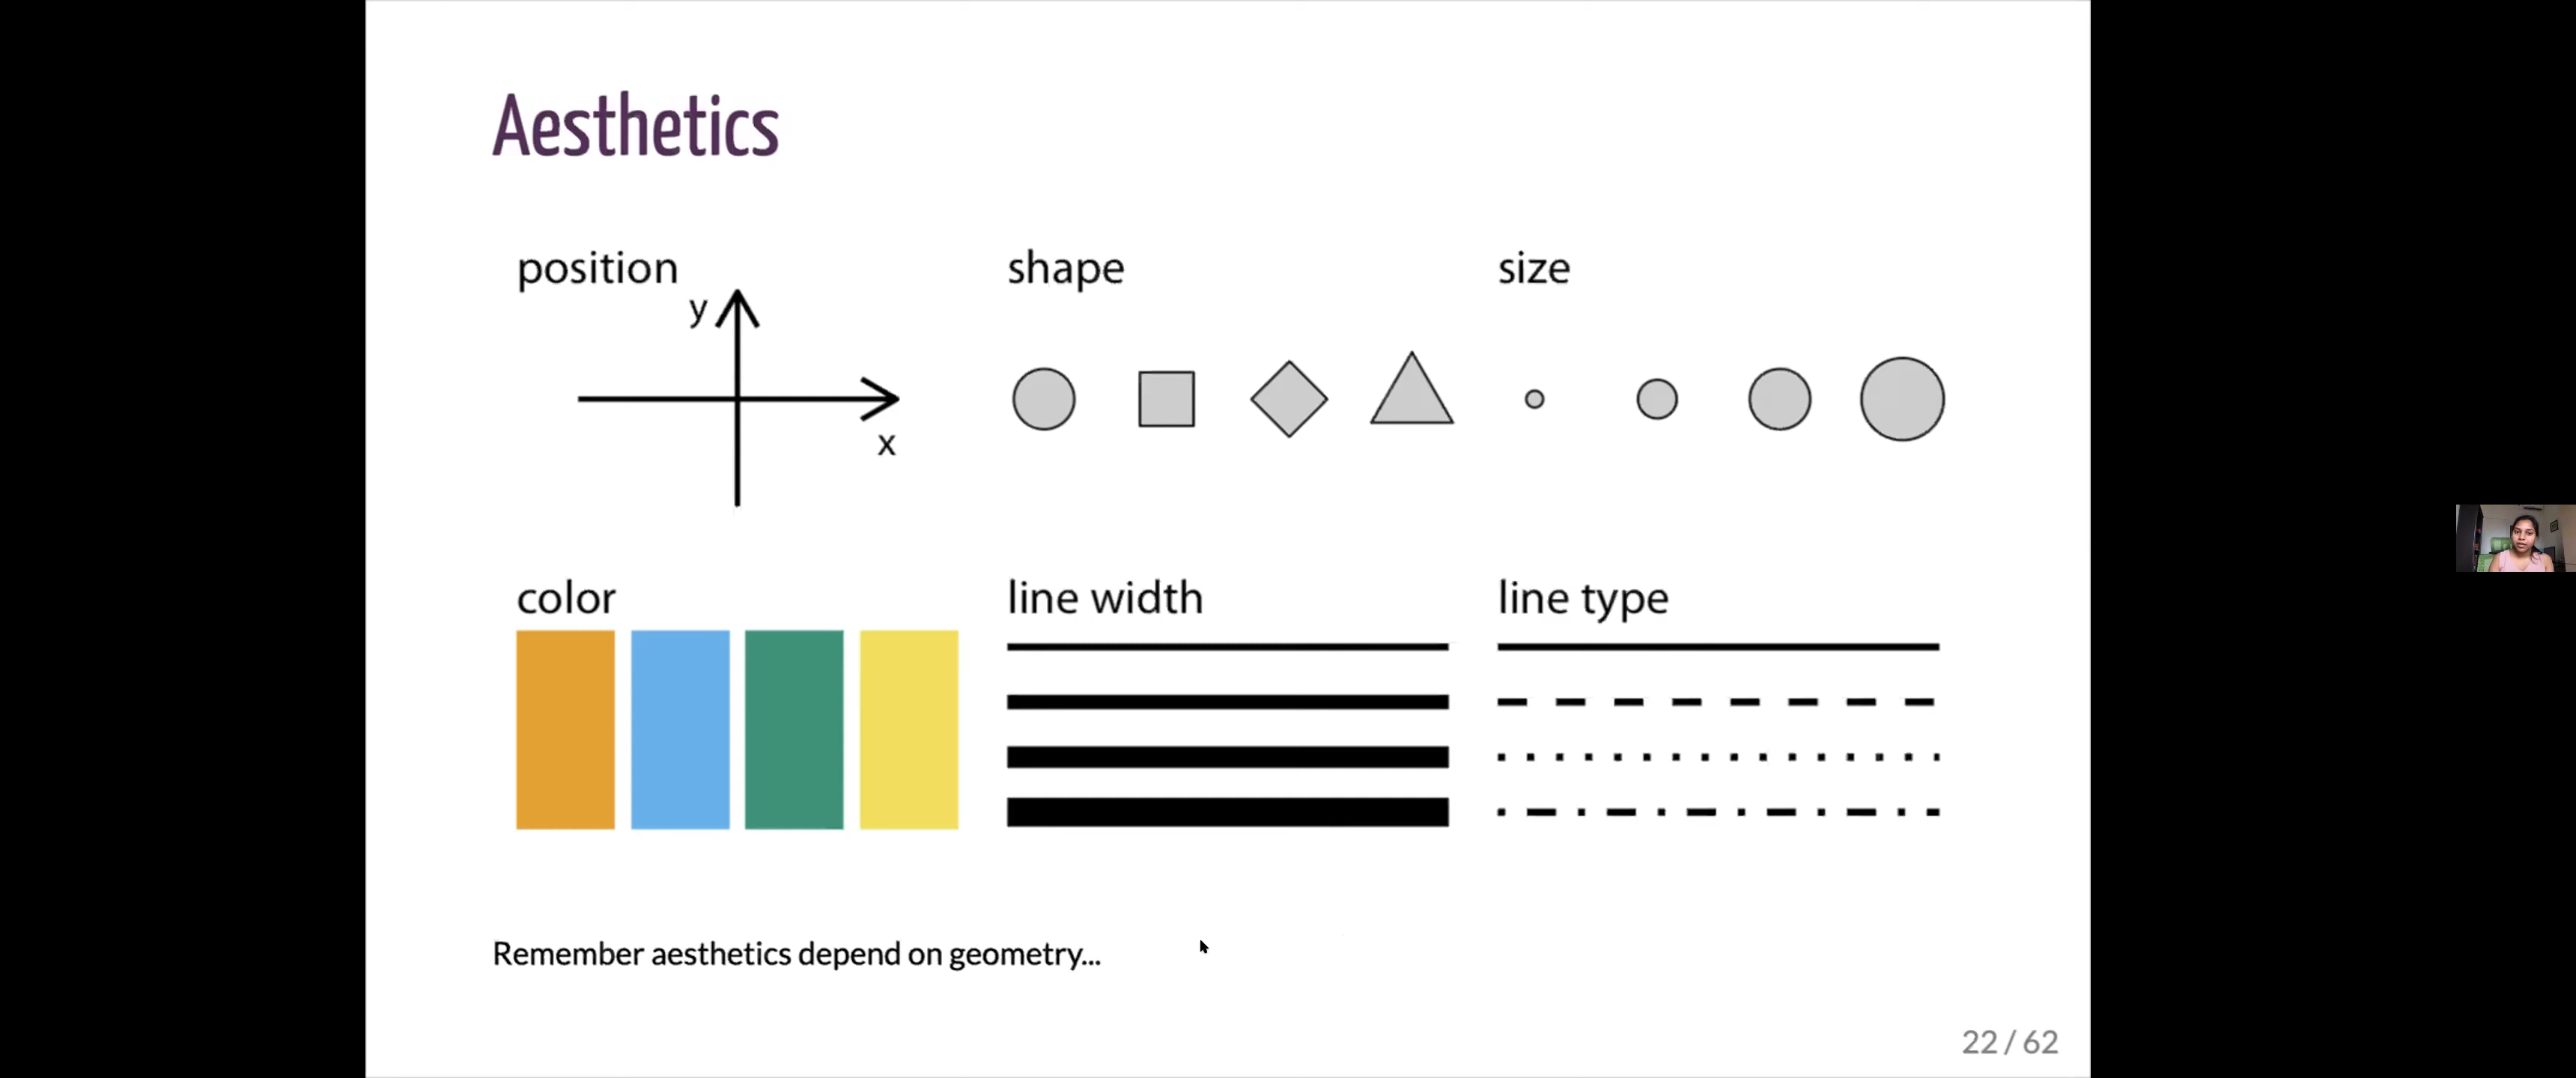 Aesthetics
position
y
x
shape
size
color
line width
line type
Remember aesthetics depend on geometry...
22 / 62